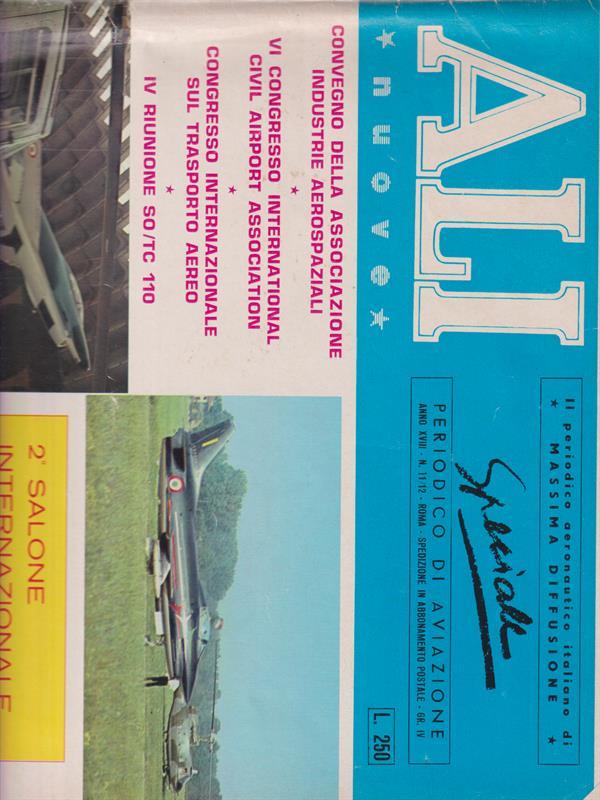 ALI
★ nuove ★
Il periodico aeronautico italiano di
★ MASSIMA DIFFUSIONE ★
Speciale
PERIODICO DI AVIAZIONE
ANNO XVIII - N. 11/12 - ROMA - SPEDIZIONE IN ABBONAMENTO POSTALE - GR. IV
L. 250
CONVEGNO DELLA ASSOCIAZIONE
INDUSTRIE AEROSPAZIALI
★
VI CONGRESSO INTERNATIONAL
CIVIL AIRPORT ASSOCIATION
★
CONGRESSO INTERNAZIONALE
SUL TRASPORTO AEREO
★
IV RIUNIONE SO/TC 110
2° SALONE
INTERNAZIONALE